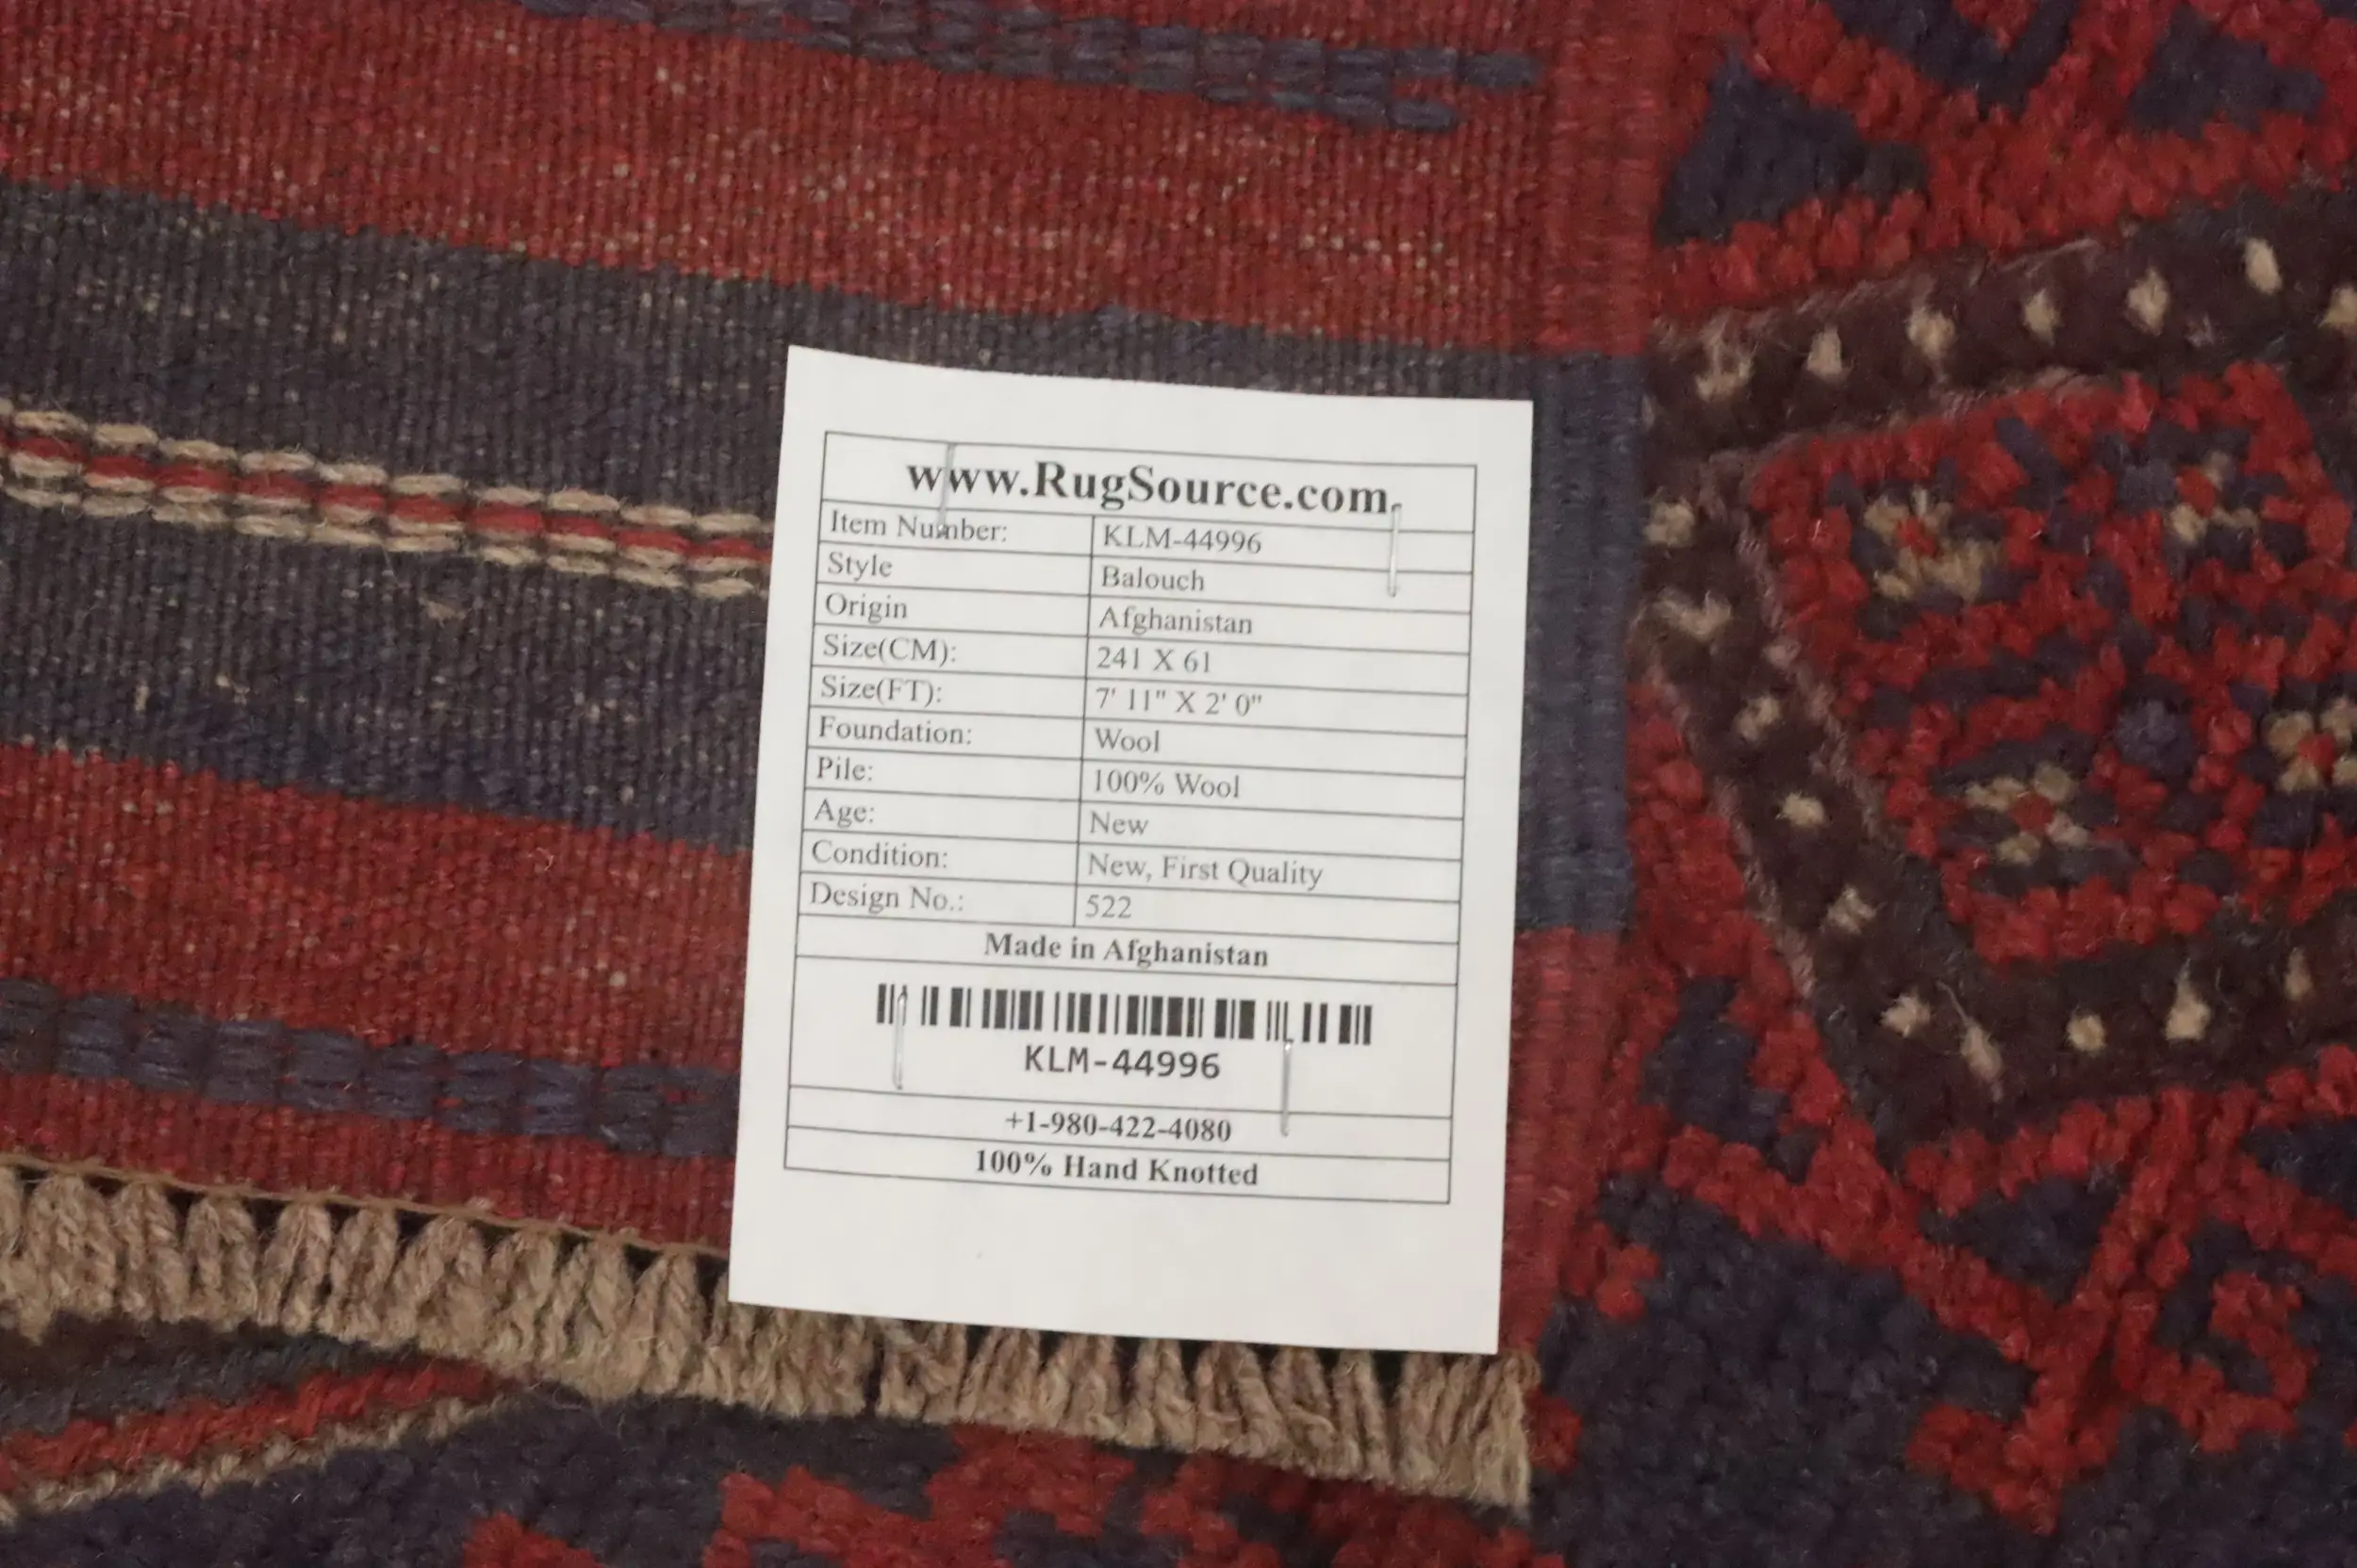 www.RugSource.com
Item Number: KLM-44996
Style Balouch
Origin Afghanistan
Size(CM): 241 X 61
Size(FT): 7' 11" X 2' 0"
Foundation: Wool
Pile: 100% Wool
Age: New
Condition: New, First Quality
Design No.: 522
Made in Afghanistan
KLM-44996
+1-980-422-4080
100% Hand Knotted